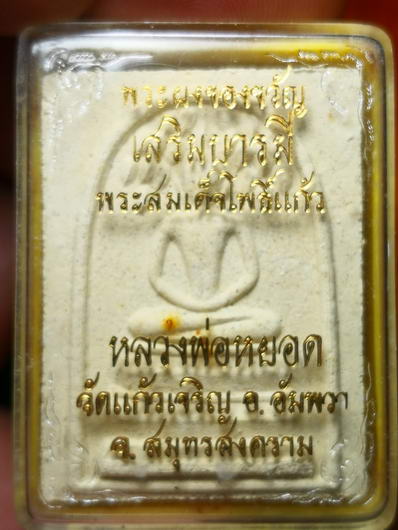 พระผงของขวัญ
เสริมบารมี
พระสมเด็จโพธิ์แก้ว
หลวงพ่อหยอด
วัดแก้วเจริญ อ. อัมพวา
จ. สมุทรสงคราม